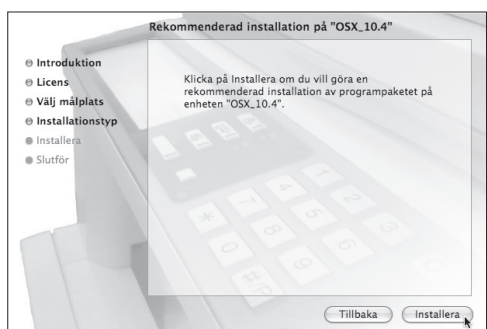 Rekommenderad installation på "OSX_10.4"
Introduktion
Licens
Välj målplats
Installationstyp
Installera
Slutför
Klicka på Installera om du vill göra en
rekommenderad installation av programpaketet på
enheten "OSX_10.4".
Tillbaka
Installera